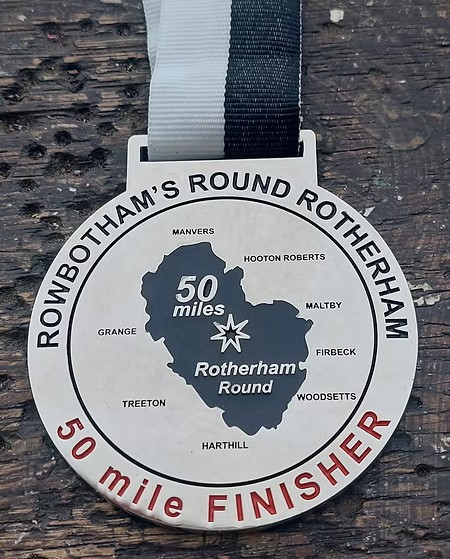 ROWBOTHAM'S ROUND ROTHERHAM
MANVERS
HOOTON ROBERTS
50
miles
MALTBY
GRANGE
FIRBECK
Rotherham
Round
WOODSETTS
TREETON
HARTHILL
50 mile FINISHER